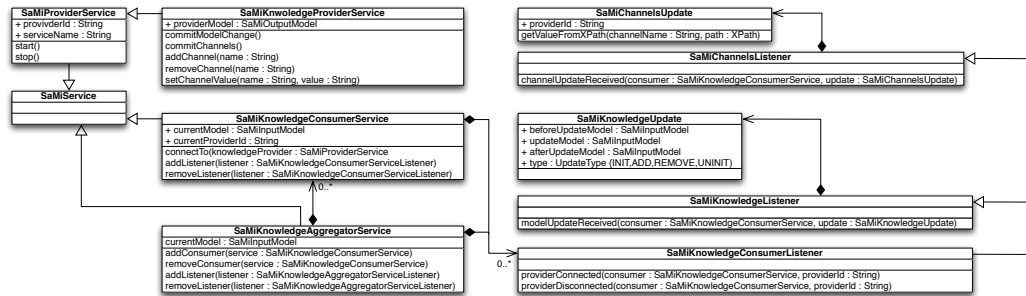 SaMiProviderService
+ provivderId : String
+ serviceName : String
start()
stop()
SaMiKnwoledgeProviderService
+ providerModel : SaMiOutputModel
commitModelChange()
commitChannels()
addChannel(name : String)
removeChannel(name : String)
setChannelValue(name : String, value : String)
SaMiChannelsUpdate
+ providerId : String
getValueFromXPath(channelName : String, path : XPath)
SaMiChannelsListener
channelUpdateReceived(consumer : SaMiKnowledgeConsumerService, update : SaMiChannelsUpdate)
SaMiService
SaMiKnowledgeConsumerService
+ currentModel : SaMiInputModel
+ currentProviderId : String
connectTo(knowledgeProvider : SaMiProviderService
addListener(listener : SaMiKnowledgeConsumerServiceListener)
removeListener(listener : SaMiKnowledgeConsumerServiceListener)
0..*
SaMiKnowledgeUpdate
+ beforeUpdateModel : SaMiInputModel
+ updateModel : SaMiInputModel
+ afterUpdateModel : SaMiInputModel
+ type : UpdateType {INIT,ADD,REMOVE,UNINIT)
SaMiKnowledgeListener
modelUpdateReceived(consumer : SaMiKnowledgeConsumerService, update : SaMiKnowledgeUpdate)
SaMiKnowledgeAggregatorService
currentModel : SaMiInputModel
addConsumer(service : SaMiKnowledgeConsumerService)
removeConsumer(service : SaMiKnowledgeConsumerService)
addListener(listener : SaMiKnowledgeAggregatorServiceListener)
removeListener(listener : SaMiKnowledgeAggregatorServiceListener)
0..*
SaMiKnowledgeConsumerListener
providerConnected(consumer : SaMiKnowledgeConsumerService, providerId : String)
providerDisconnected(consumer : SaMiKnowledgeConsumerService, providerId : String)